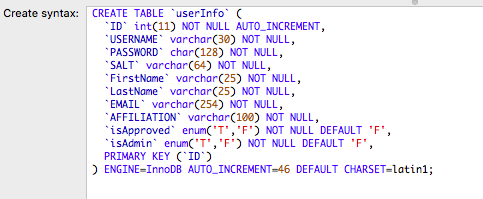 Create syntax:
CREATE TABLE `userInfo` (
`ID` int(11) NOT NULL AUTO_INCREMENT,
`USERNAME` varchar(30) NOT NULL,
`PASSWORD` char(128) NOT NULL,
`SALT` varchar(64) NOT NULL,
`FirstName` varchar(25) NOT NULL,
`LastName` varchar(25) NOT NULL,
`EMAIL` varchar(254) NOT NULL,
`AFFILIATION` varchar(100) NOT NULL,
`isApproved` enum('T','F') NOT NULL DEFAULT 'F',
`isAdmin` enum('T','F') NOT NULL DEFAULT 'F',
PRIMARY KEY (`ID`)
) ENGINE=InnoDB AUTO_INCREMENT=46 DEFAULT CHARSET=latin1;